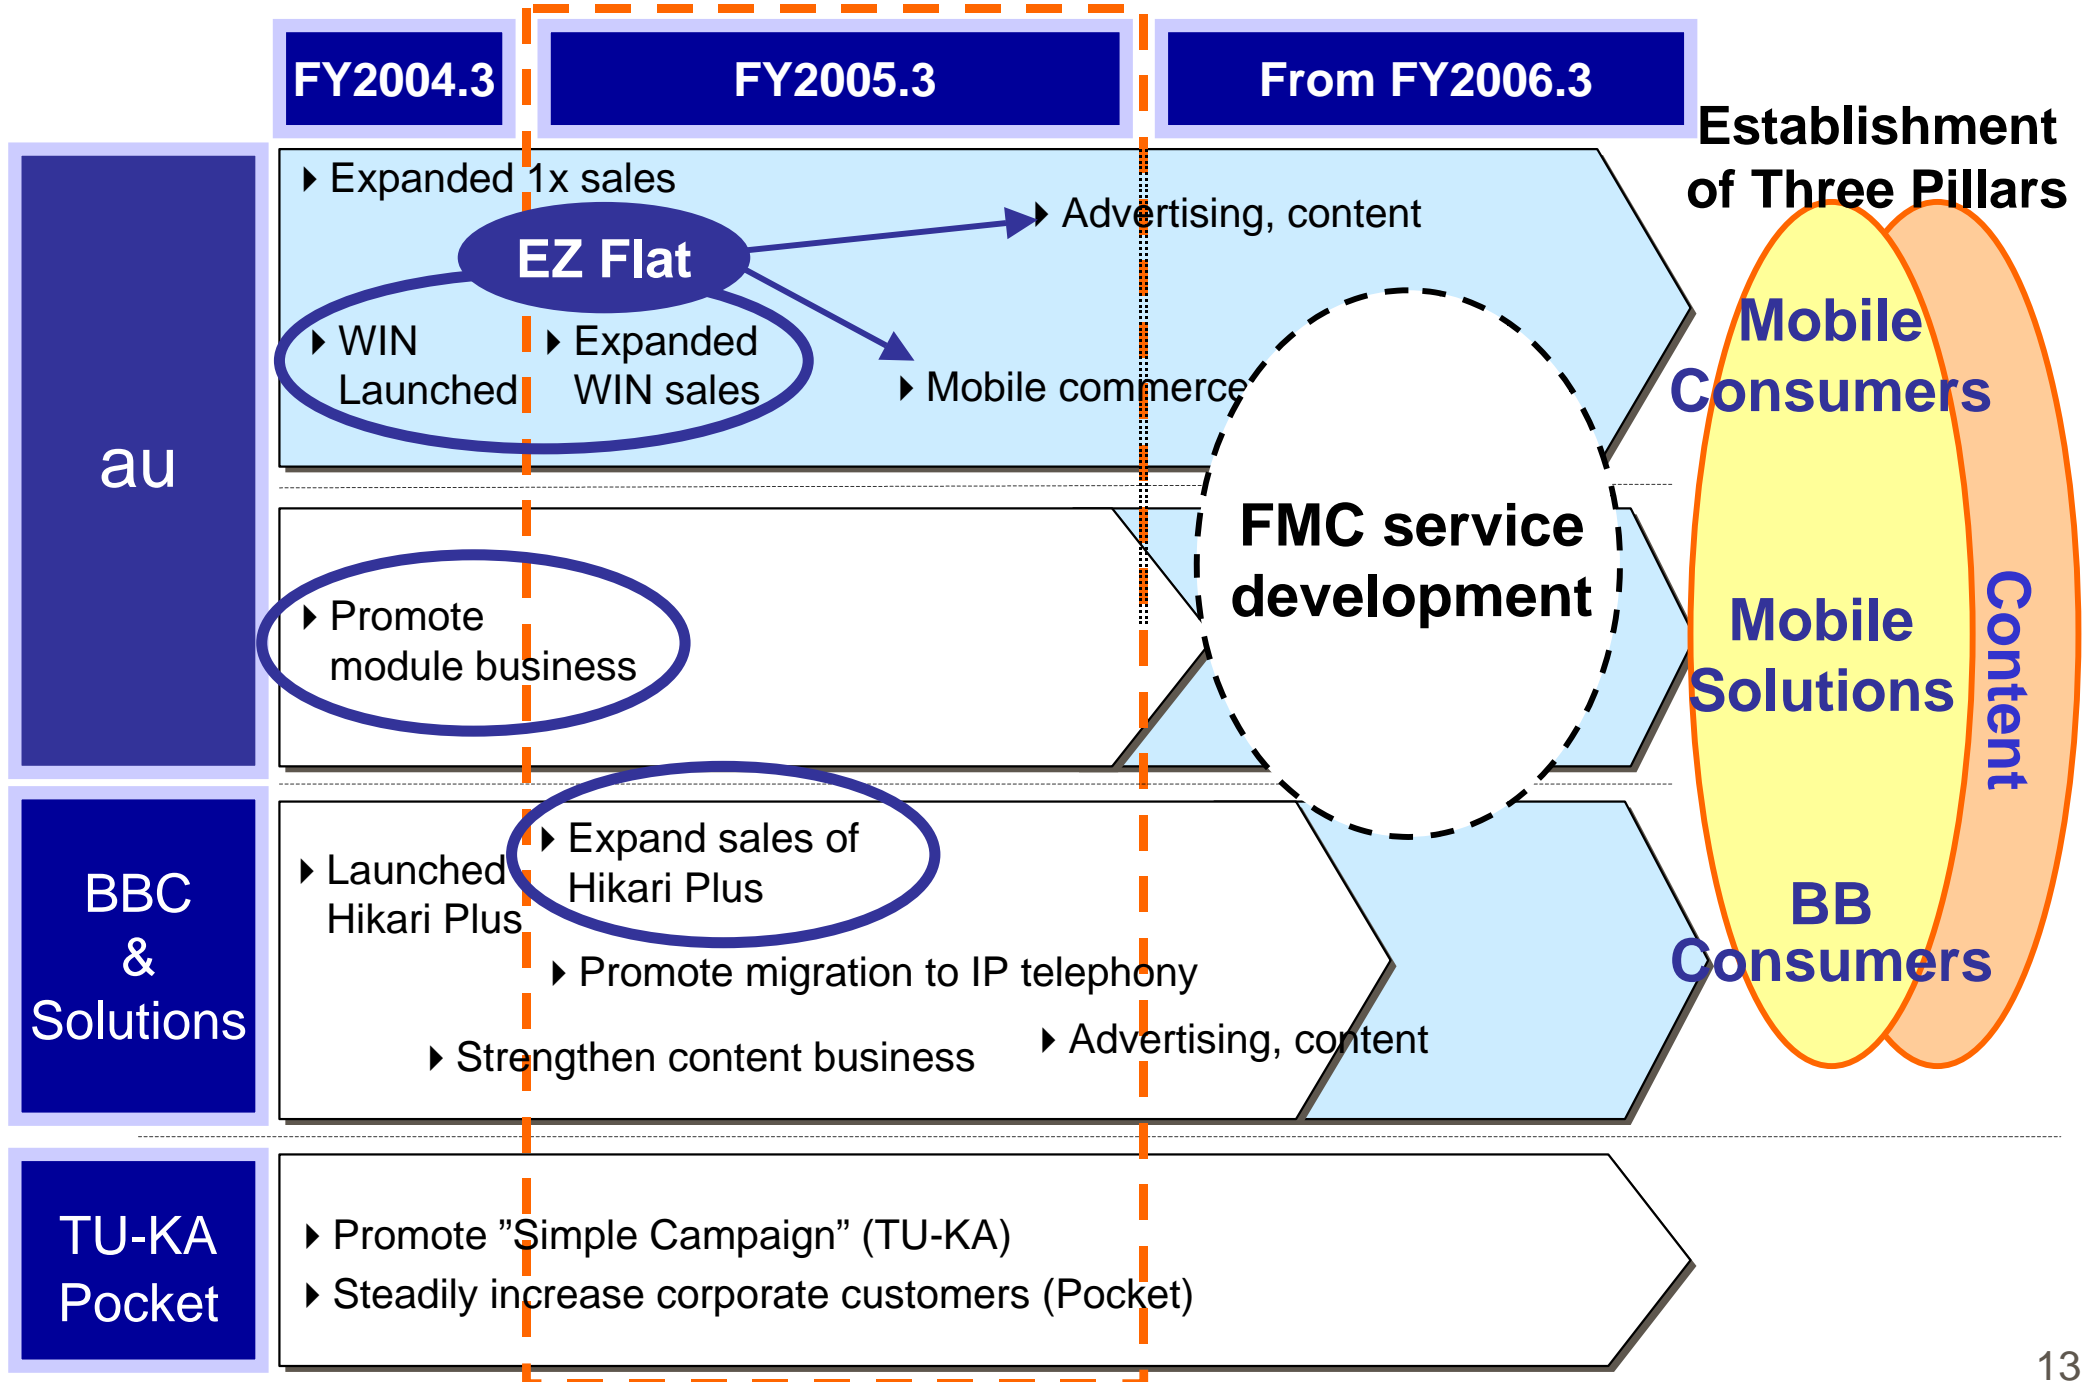 FY2004.3
FY2005.3
From FY2006.3
Establishment
of Three Pillars
au
Expanded 1x sales
Advertising, content
EZ Flat
WIN
Launched
Expanded
WIN sales
Mobile commerce
FMC service
development
Promote
module business
Mobile
Consumers
Mobile
Solutions
BB
Consumers
Content
BBC
&
Solutions
Launched
Hikari Plus
Expand sales of
Hikari Plus
Promote migration to IP telephony
Strengthen content business
Advertising, content
TU-KA
Pocket
Promote ”Simple Campaign” (TU-KA)
Steadily increase corporate customers (Pocket)
13